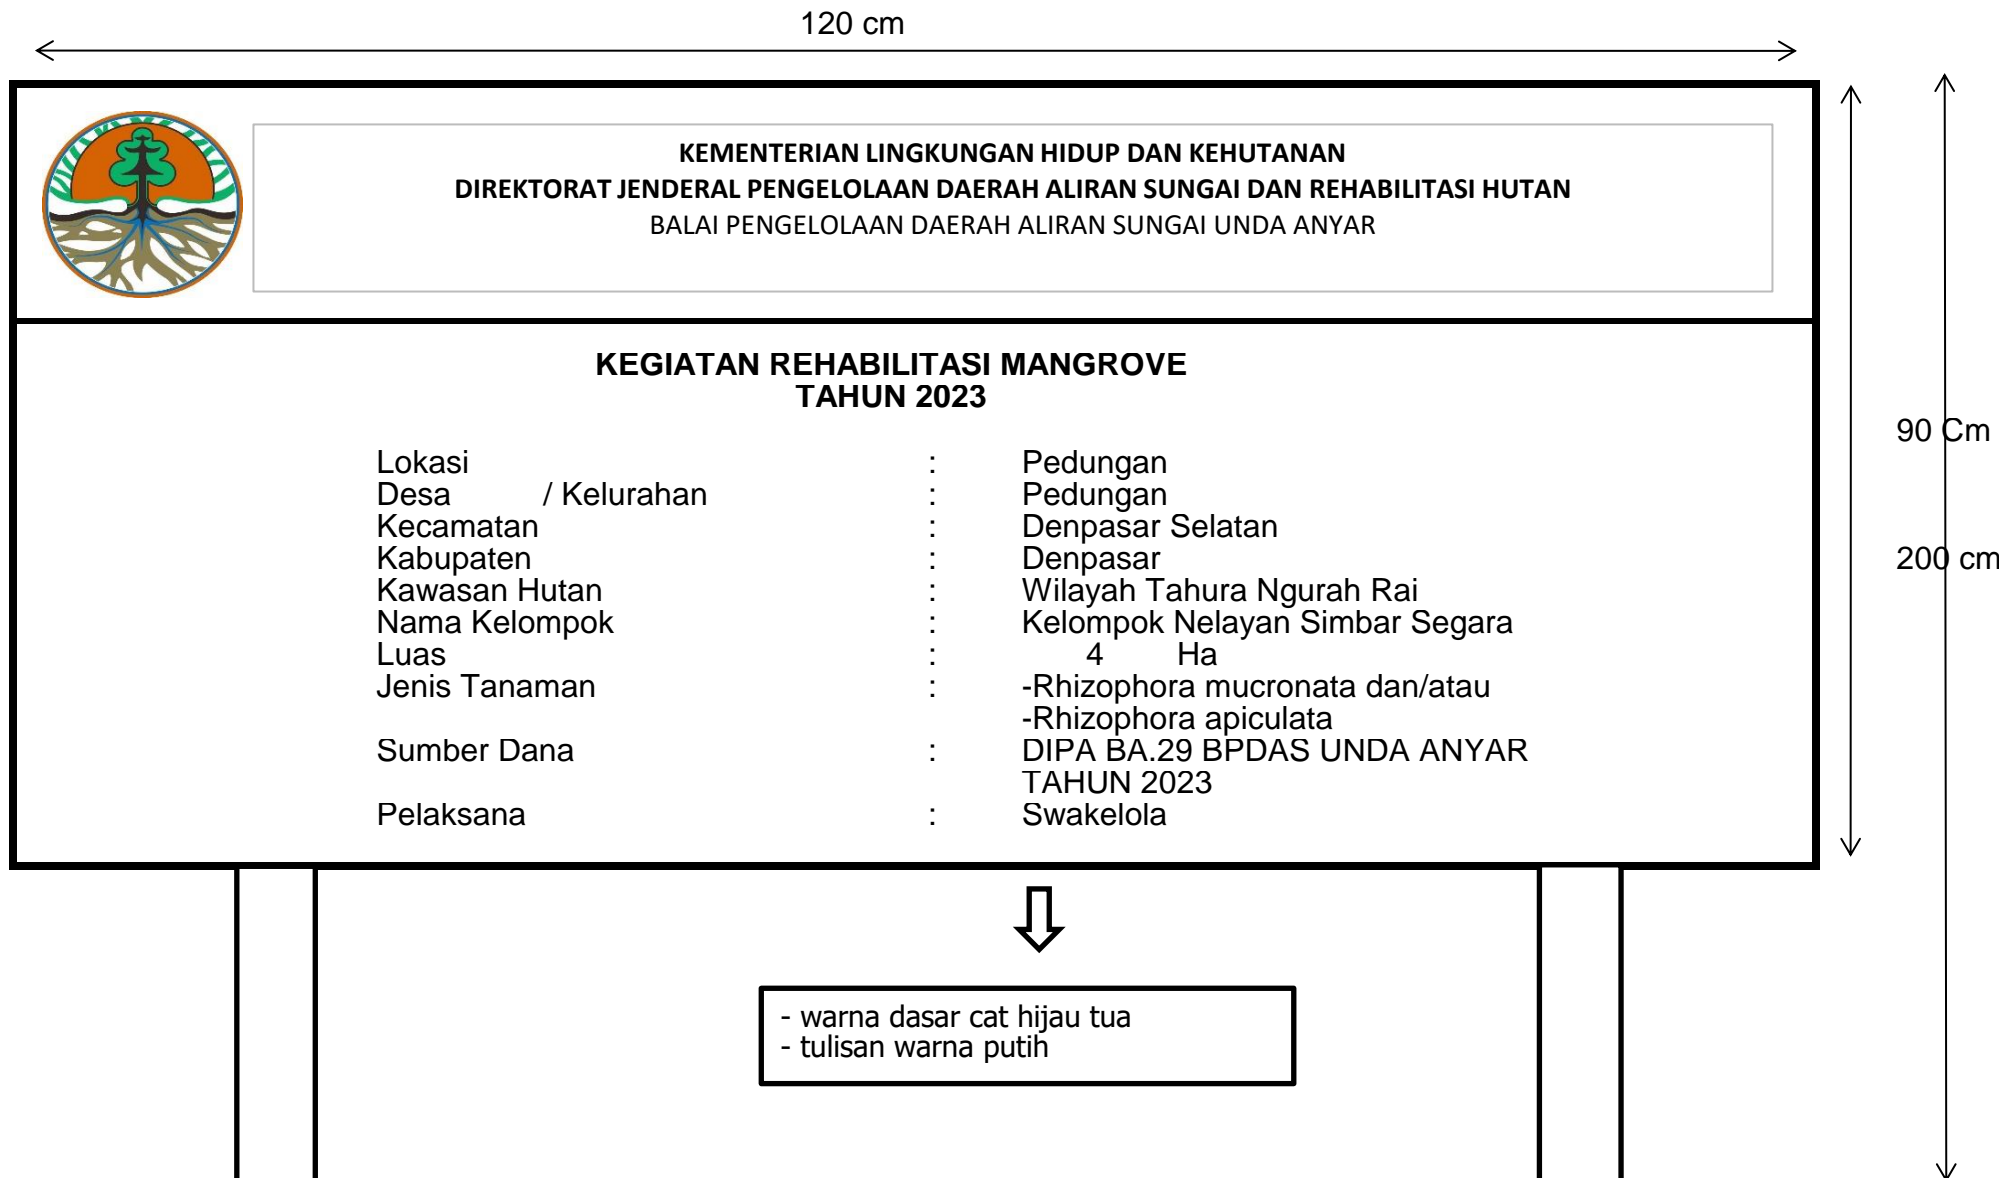 120 cm
KEMENTERIAN LINGKUNGAN HIDUP DAN KEHUTANAN
DIREKTORAT JENDERAL PENGELOLAAN DAERAH ALIRAN SUNGAI DAN REHABILITASI HUTAN
BALAI PENGELOLAAN DAERAH ALIRAN SUNGAI UNDA ANYAR
KEGIATAN REHABILITASI MANGROVE
TAHUN 2023
Lokasi : Pedungan
Desa / Kelurahan : Pedungan
Kecamatan : Denpasar Selatan
Kabupaten : Denpasar
Kawasan Hutan : Wilayah Tahura Ngurah Rai
Nama Kelompok : Kelompok Nelayan Simbar Segara
Luas : 4 Ha
Jenis Tanaman : -Rhizophora mucronata dan/atau
-Rhizophora apiculata
Sumber Dana : DIPA BA.29 BPDAS UNDA ANYAR
TAHUN 2023
Pelaksana : Swakelola
90 Cm
200 cm
- warna dasar cat hijau tua
- tulisan warna putih